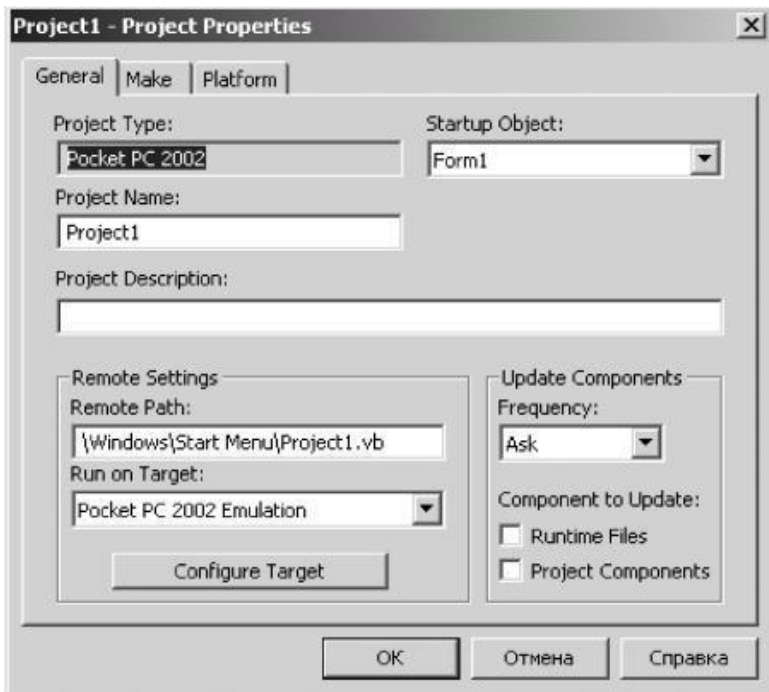 Project1 - Project Properties
General
Make
Platform
Project Type:
Pocket PC 2002
Startup Object:
Form1
Project Name:
Project1
Project Description:
Remote Settings
Remote Path:
\Windows\Start Menu\Project1.vb
Run on Target:
Pocket PC 2002 Emulation
Configure Target
Update Components
Frequency:
Ask
Component to Update:
Runtime Files
Project Components
OK
Отмена
Справка